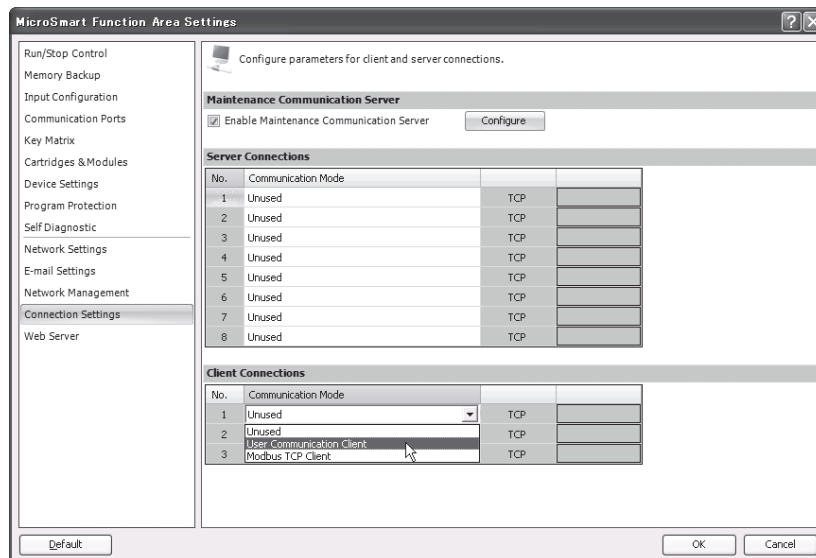 MicroSmart Function Area Settings
Run/Stop Control
Memory Backup
Input Configuration
Communication Ports
Key Matrix
Cartridges & Modules
Device Settings
Program Protection
Self Diagnostic
Network Settings
E-mail Settings
Network Management
Connection Settings
Web Server
Configure parameters for client and server connections.
Maintenance Communication Server
Enable Maintenance Communication Server Configure
Server Connections
No. Communication Mode
1 Unused TCP
2 Unused TCP
3 Unused TCP
4 Unused TCP
5 Unused TCP
6 Unused TCP
7 Unused TCP
8 Unused TCP
Client Connections
No. Communication Mode
1 Unused TCP
2 TCP
3 TCP
Unused
User Communication Client
Modbus TCP Client
Default OK Cancel